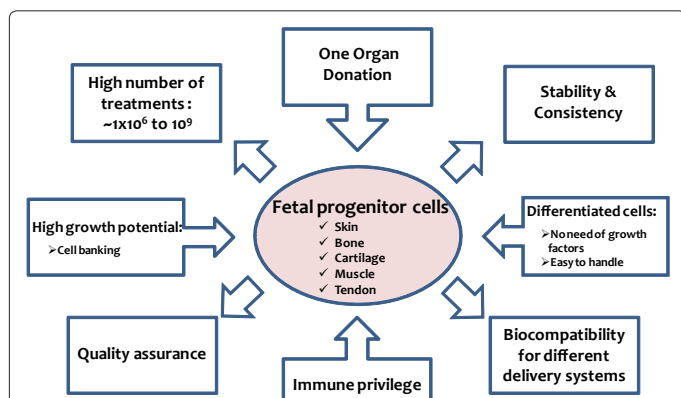 One Organ
Donation
High number of
treatments :
~1x10⁶ to 10⁹
Stability &
Consistency
High growth potential:
➢Cell banking
Fetal progenitor cells
✓ Skin
✓ Bone
✓ Cartilage
✓ Muscle
✓ Tendon
Differentiated cells:
➢No need of growth
factors
➢Easy to handle
Quality assurance
Immune privilege
Biocompatibility
for different
delivery systems